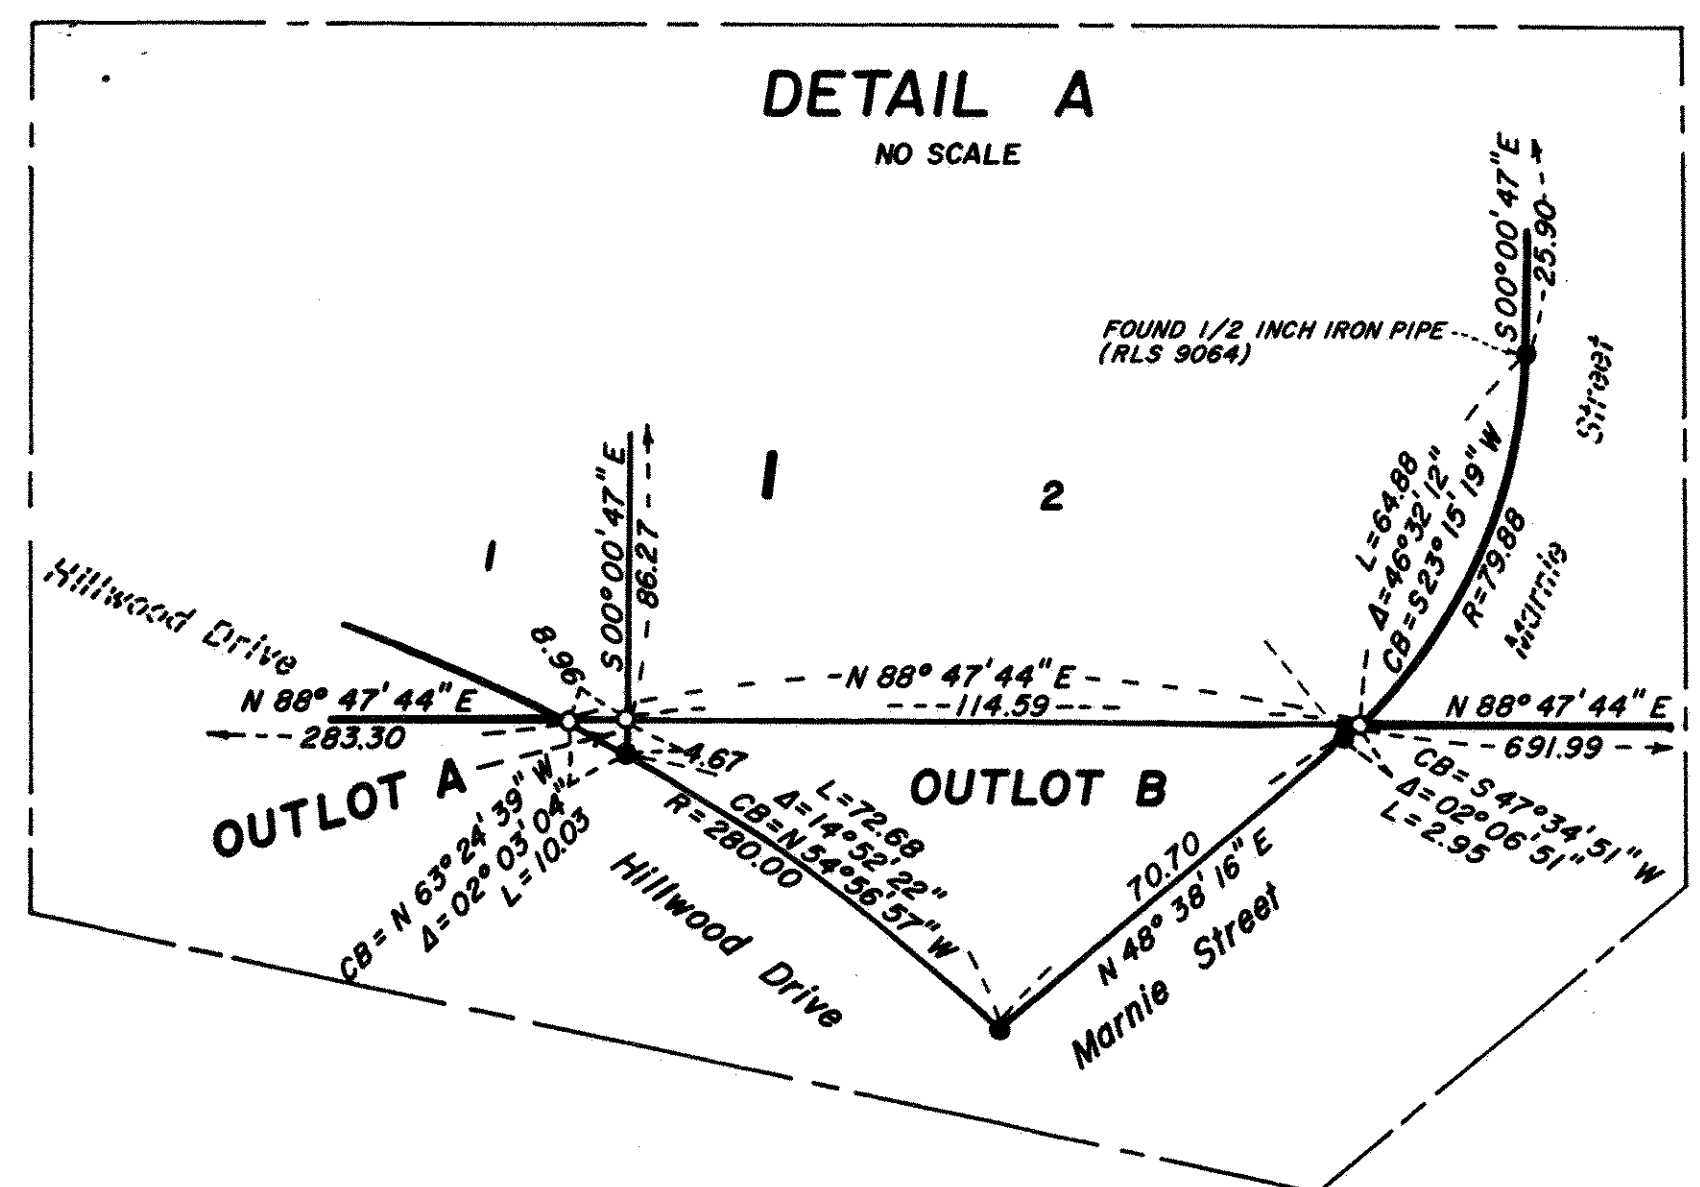 DETAIL A
NO SCALE
S 00° 00' 47" E
25.90
FOUND 1/2 INCH IRON PIPE
(RLS 9064)
Street
1
2
1
S 00° 00' 47" E
86.27
L=64.88
Δ=46° 32' 12"
CB=S 23° 15' 19" W
R=79.88
Marnie
Hillwood Drive
8.96
N 88° 47' 44" E
283.30
N 88° 47' 44" E
114.59
N 88° 47' 44" E
691.99
4.67
OUTLOT A
OUTLOT B
CB= N 63° 24' 39" W
Δ= 02° 03' 04"
L= 10.03
L=72.68
Δ=14° 52' 22"
CB=N 54° 56' 57" W
R=280.00
CB= S 47° 34' 51" W
Δ=02° 06' 51"
L=2.95
70.70
N 48° 38' 16" E
Hillwood Drive
Marnie Street